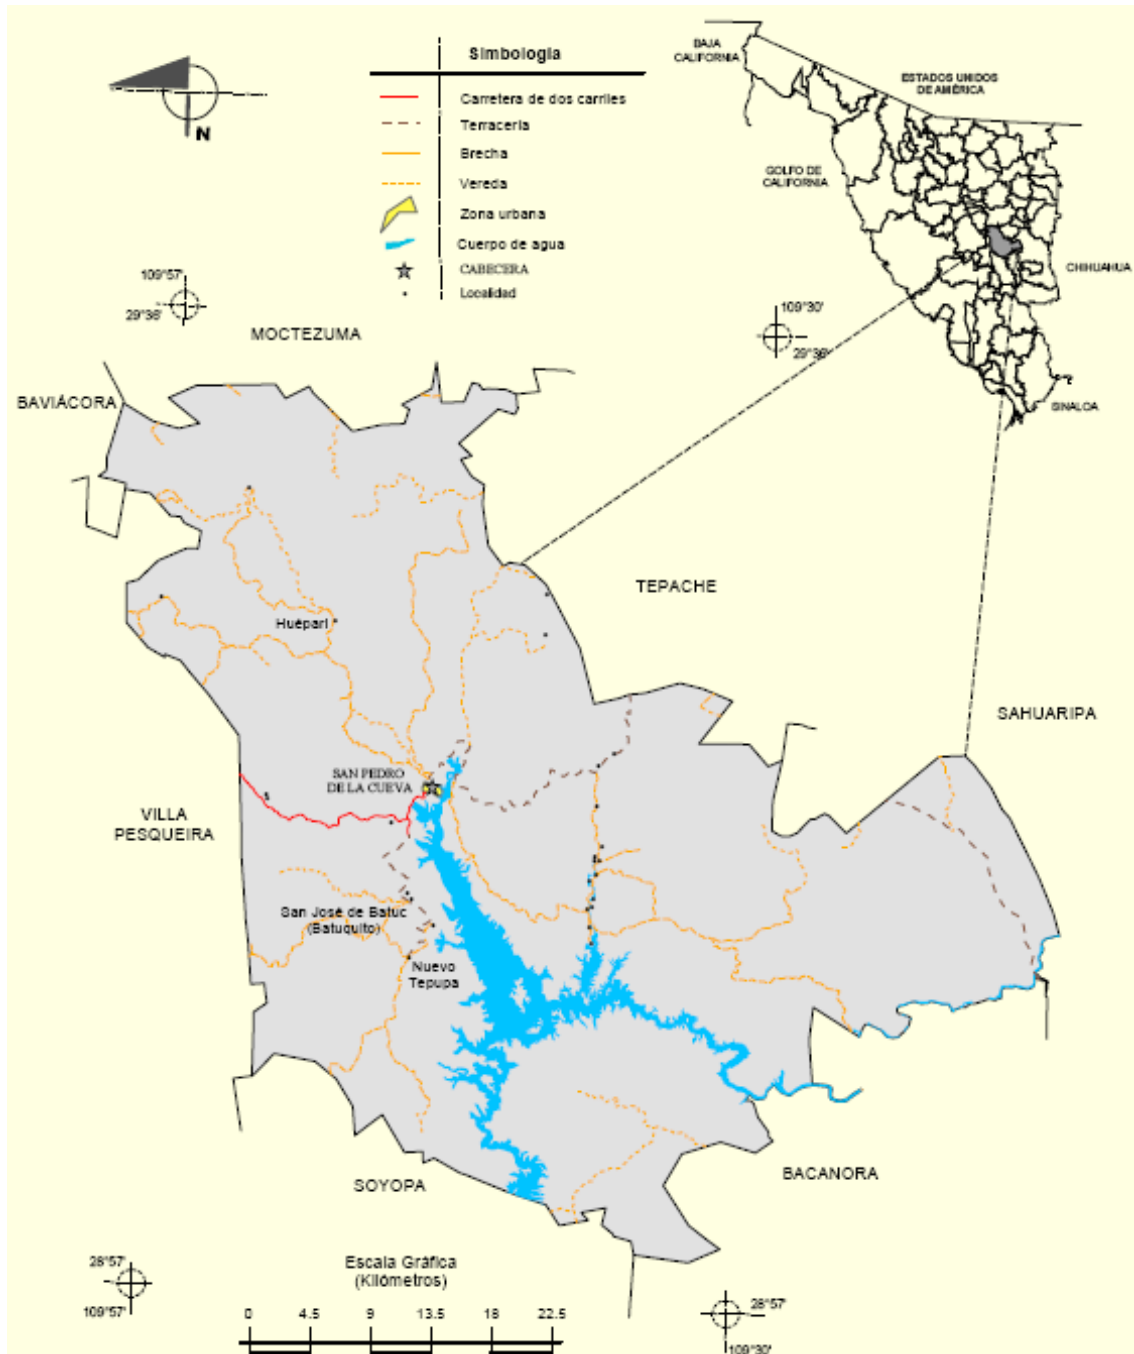 Simbología
Carretera de dos carriles
Terracería
Brecha
Vereda
Zona urbana
Cuerpo de agua
CABECERA
Localidad
N
BAJA
CALIFORNIA
ESTADOS UNIDOS
DE AMÉRICA
GOLFO DE
CALIFORNIA
CHIHUAHUA
SINALOA
109°57'
29°36'
109°30'
29°36'
MOCTEZUMA
BAVIÁCORA
TEPACHE
Huépari
SAHUARIPA
SAN PEDRO
DE LA CUEVA
VILLA
PESQUEIRA
San José de Batuc
(Batuquito)
Nuevo
Tepupa
SOYOPA
BACANORA
28°57'
109°57'
Escala Gráfica
(Kilómetros)
0 4.5 9 13.5 18 22.5
28°57'
109°30'